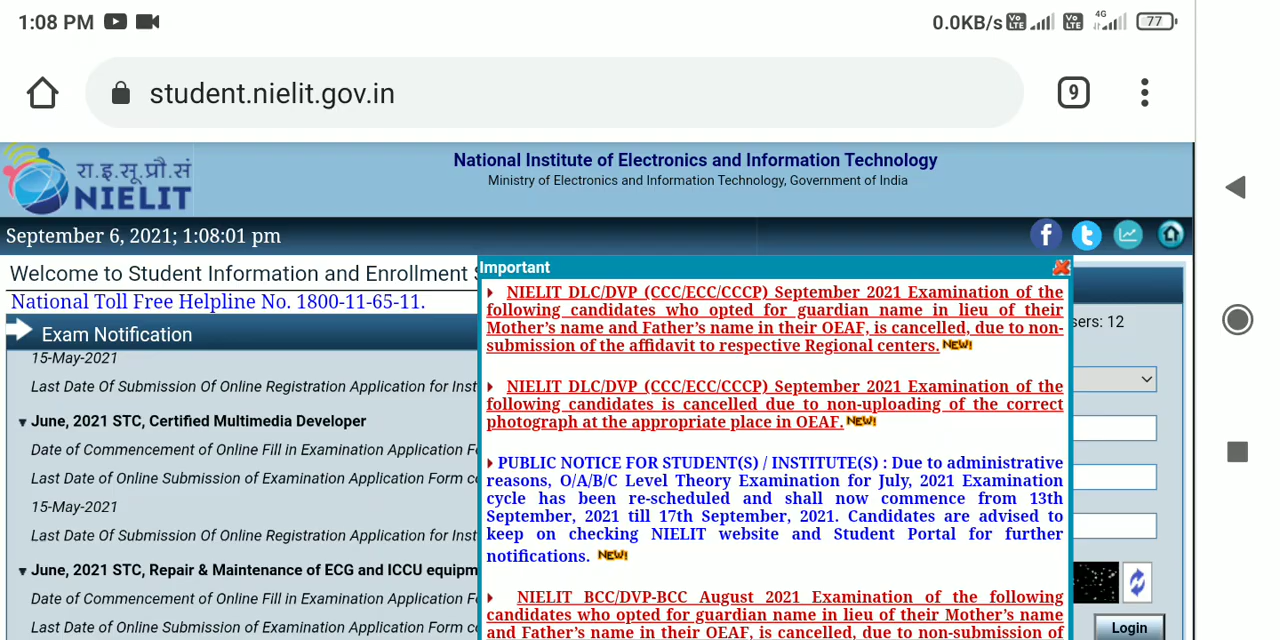 1:08 PM
0.0KB/s Vo LTE Vo LTE 4G 77
student.nielit.gov.in
9
रा.इ.सू.प्रौ.सं
NIELIT
National Institute of Electronics and Information Technology
Ministry of Electronics and Information Technology, Government of India
September 6, 2021; 1:08:01 pm
Welcome to Student Information and Enrollment
National Toll Free Helpline No. 1800-11-65-11.
Exam Notification
15-May-2021
Last Date Of Submission Of Online Registration Application for Inst
June, 2021 STC, Certified Multimedia Developer
Date of Commencement of Online Fill in Examination Application F
Last Date of Online Submission of Examination Application Form c
15-May-2021
Last Date Of Submission Of Online Registration Application for Inst
June, 2021 STC, Repair & Maintenance of ECG and ICCU equipm
Date of Commencement of Online Fill in Examination Application F
Last Date of Online Submission of Examination Application Form c
Important
NIELIT DLC/DVP (CCC/ECC/CCCP) September 2021 Examination of the
following candidates who opted for guardian name in lieu of their
Mother's name and Father's name in their OEAF, is cancelled, due to non-
submission of the affidavit to respective Regional centers. NEW!
NIELIT DLC/DVP (CCC/ECC/CCCP) September 2021 Examination of the
following candidates is cancelled due to non-uploading of the correct
photograph at the appropriate place in OEAF. NEW!
PUBLIC NOTICE FOR STUDENT(S) / INSTITUTE(S) : Due to administrative
reasons, O/A/B/C Level Theory Examination for July, 2021 Examination
cycle has been re-scheduled and shall now commence from 13th
September, 2021 till 17th September, 2021. Candidates are advised to
keep on checking NIELIT website and Student Portal for further
notifications. NEW!
NIELIT BCC/DVP-BCC August 2021 Examination of the following
candidates who opted for guardian name in lieu of their Mother's name
and Father's name in their OEAF, is cancelled, due to non-submission of
sers: 12
Login